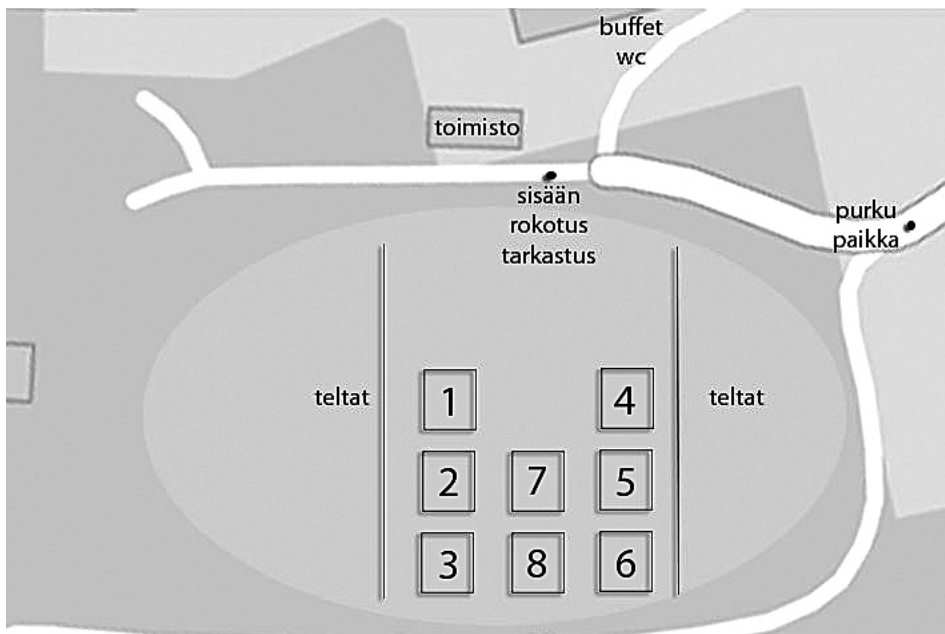 buffet
wc
toimisto
sisään
rokotus
tarkastus
purku
paikka
teltat
1
4
teltat
2
7
5
3
8
6